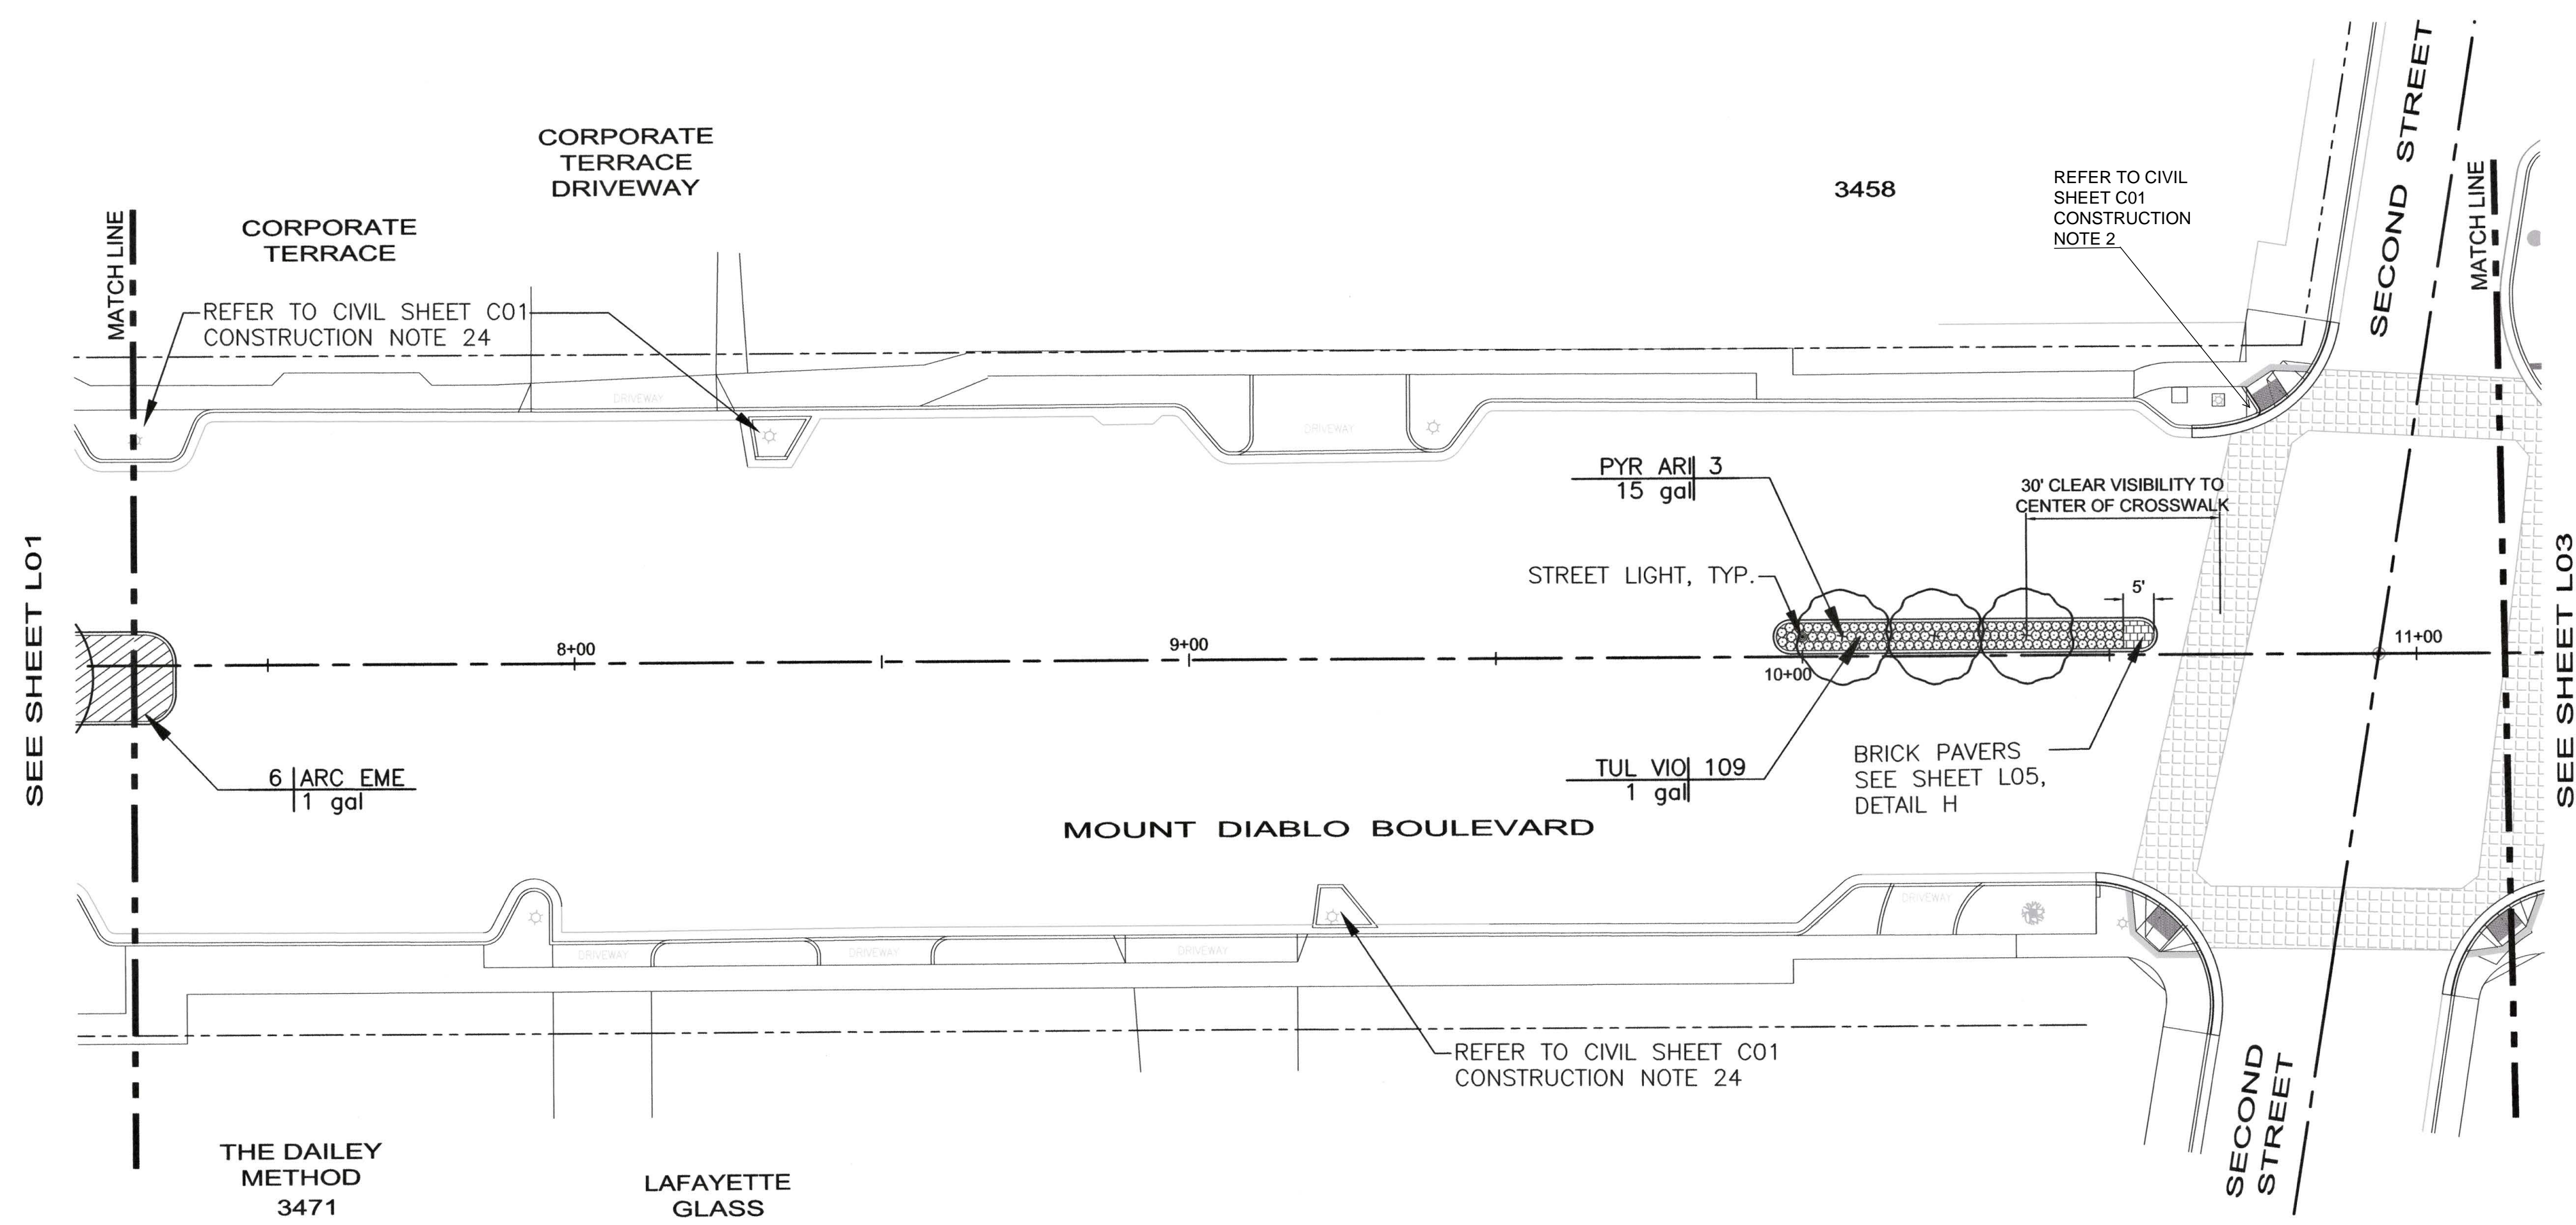 CORPORATE
TERRACE
DRIVEWAY
3458
REFER TO CIVIL
SHEET C01
CONSTRUCTION
NOTE 2
SECOND STREET
MATCH LINE
MATCH LINE
CORPORATE
TERRACE
REFER TO CIVIL SHEET C01
CONSTRUCTION NOTE 24
DRIVEWAY
DRIVEWAY
PYR ARI 3
15 gal
30' CLEAR VISIBILITY TO
CENTER OF CROSSWALK
STREET LIGHT, TYP.
5'
SEE SHEET L01
8+00
9+00
10+00
11+00
SEE SHEET L03
6 ARC EME
1 gal
TUL VIO 109
1 gal
BRICK PAVERS
SEE SHEET L05,
DETAIL H
MOUNT DIABLO BOULEVARD
DRIVEWAY
DRIVEWAY
DRIVEWAY
DRIVEWAY
REFER TO CIVIL SHEET C01
CONSTRUCTION NOTE 24
SECOND
STREET
THE DAILEY
METHOD
3471
LAFAYETTE
GLASS